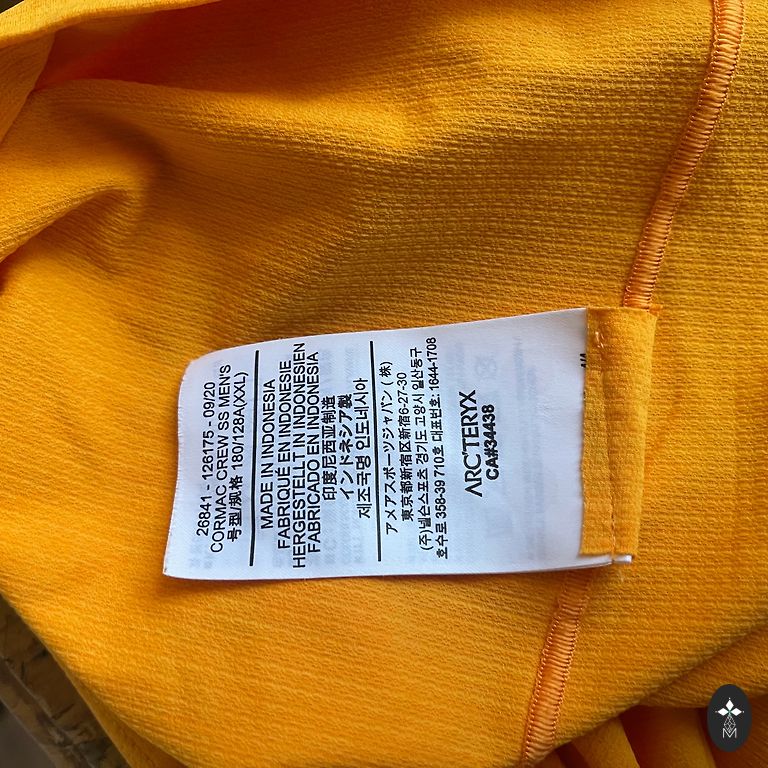 26841 - 126175 - 09/20
CORMAC CREW SS MEN'S
号型/规格 180/128A(XXL)
MADE IN INDONESIA
FABRIQUÉ EN INDONESIE
HERGESTELLT IN INDONESIEN
FABRICADO EN INDONESIA
印度尼西亚制造
インドネシア製
제조국명 인도네시아
アメアスポーツジャパン (株)
東京都新宿区新宿6-27-30
(주)넬슨스포츠 경기도 고양시 일산동구
호수로 358-39 710호 대표번호: 1644-1708
ARC'TERYX
CA#34438
M